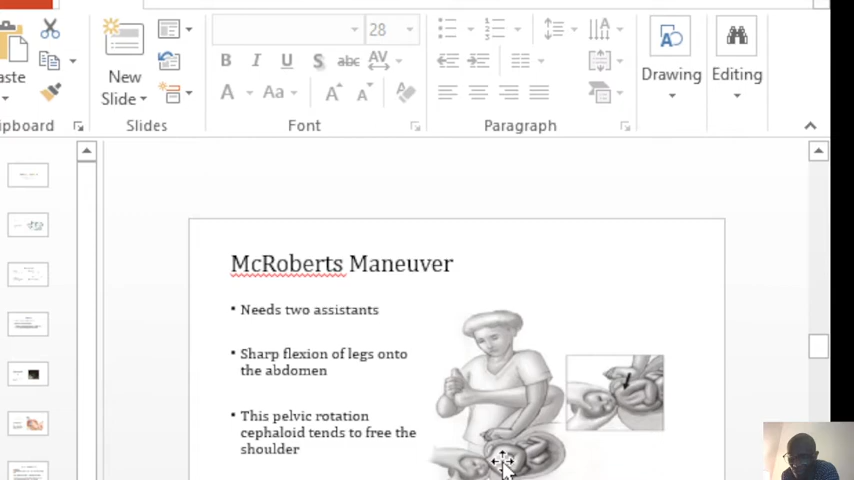 28
B I U S abc AV
A Aa A A
aste
New
Slide
Drawing
Editing
ipboard
Slides
Font
Paragraph
McRoberts Maneuver
• Needs two assistants
• Sharp flexion of legs onto
the abdomen
• This pelvic rotation
cephaloid tends to free the
shoulder